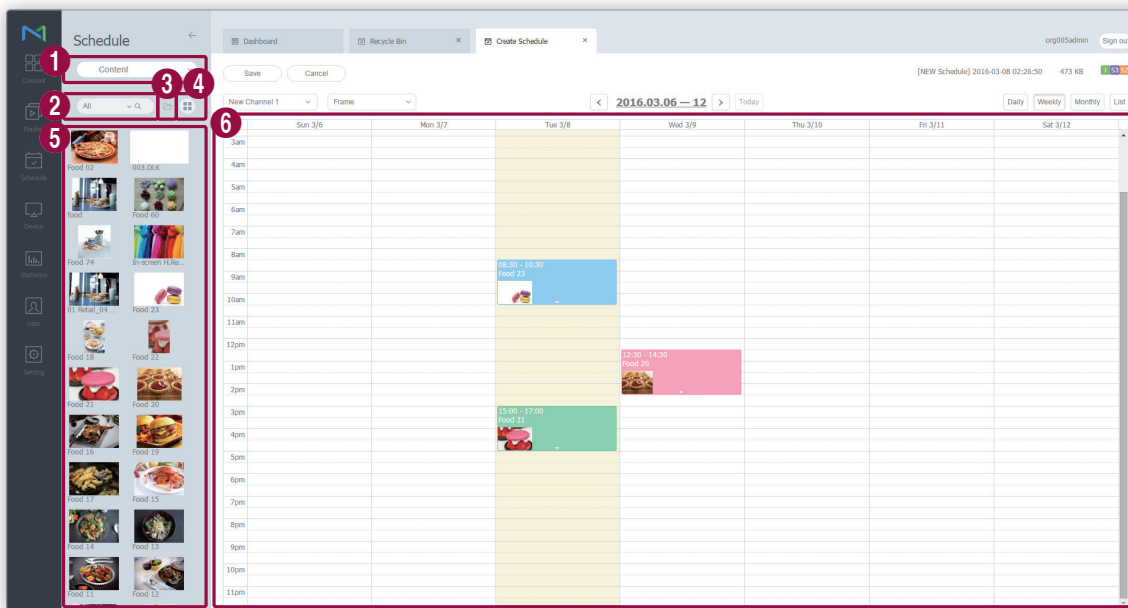 Schedule
←
Dashboard
Recycle Bin ×
Create Schedule ×
org005admin
Sign out
1
Content
Content
Save
Cancel
[NEW Schedule] 2016-03-08 02:26:50 473 KB
I S3 S2
2
All
3
4
New Channel 1
Frame
< 2016.03.06 — 12 >
Today
Daily
Weekly
Monthly
List
5
6
Sun 3/6
Mon 3/7
Tue 3/8
Wed 3/9
Thu 3/10
Fri 3/11
Sat 3/12
Playlist
Schedule
Device
Statistics
User
Setting
Food 02
003.DLK
food
Food 60
Food 74
In-screen H.Re...
01 Retail_04 ...
Food 23
Food 18
Food 22
Food 21
Food 20
Food 16
Food 19
Food 17
Food 15
Food 14
Food 13
Food 11
Food 12
3am
4am
5am
6am
7am
8am
08:30 - 10:30
Food 23
9am
10am
11am
12pm
12:30 - 14:30
Food 20
1pm
2pm
3pm
15:00 - 17:00
Food 21
4pm
5pm
6pm
7pm
8pm
9pm
10pm
11pm